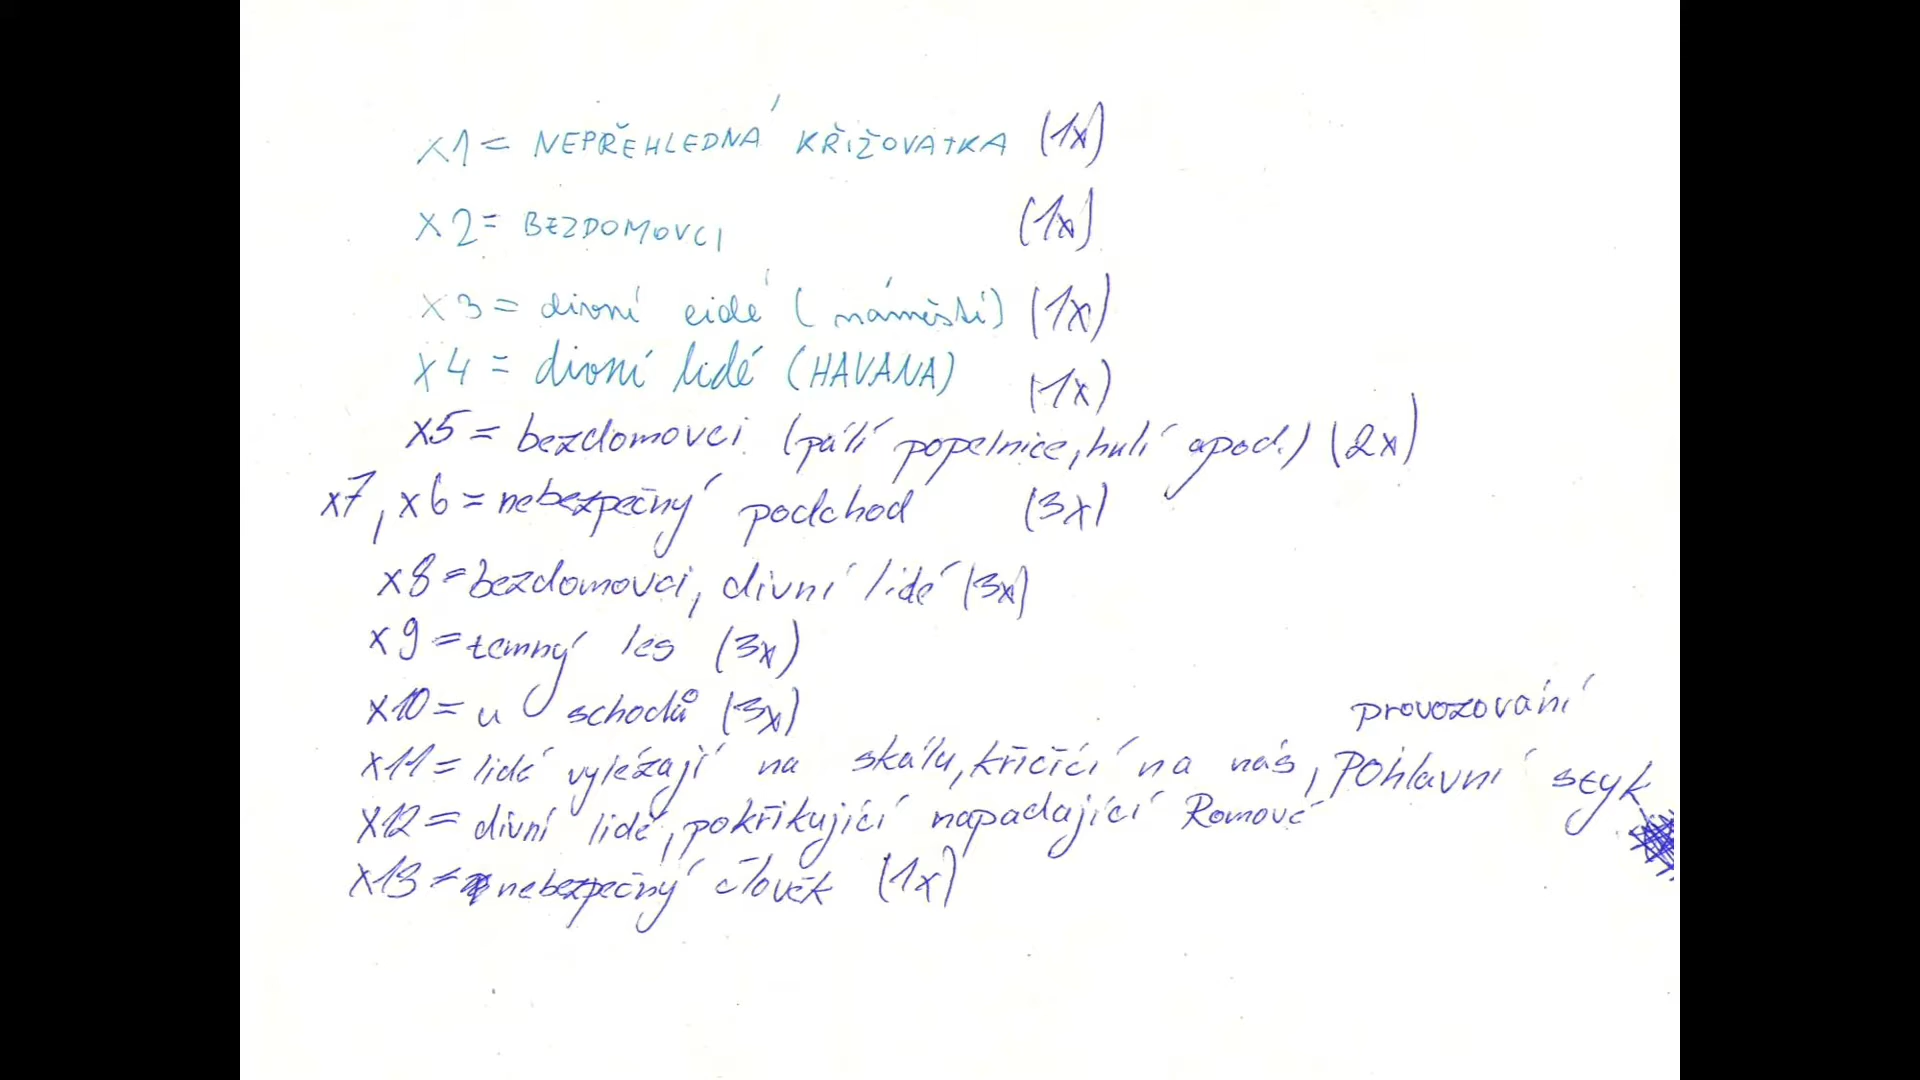 x1 = NEPŘEHLEDNÁ KŘIŽOVATKA (1x)
x2 = BEZDOMOVCI (1x)
x3 = divní lidé (náměstí) (1x)
x4 = divní lidé (HAVANA) (1x)
x5 = bezdomovci (pálí popelnice, hulí apod.) (2x)
x7, x6 = nebezpečný podchod (3x)
x8 = bezdomovci, divní lidé (3x)
x9 = temný les (3x)
x10 = u schodů (3x)
provozování
x11 = lidé vylézají na skálu, křičící na nás, POhlavní styk
x12 = divní lidé, pokřikující napadající Romové
x13 = nebezpečný člověk (1x)